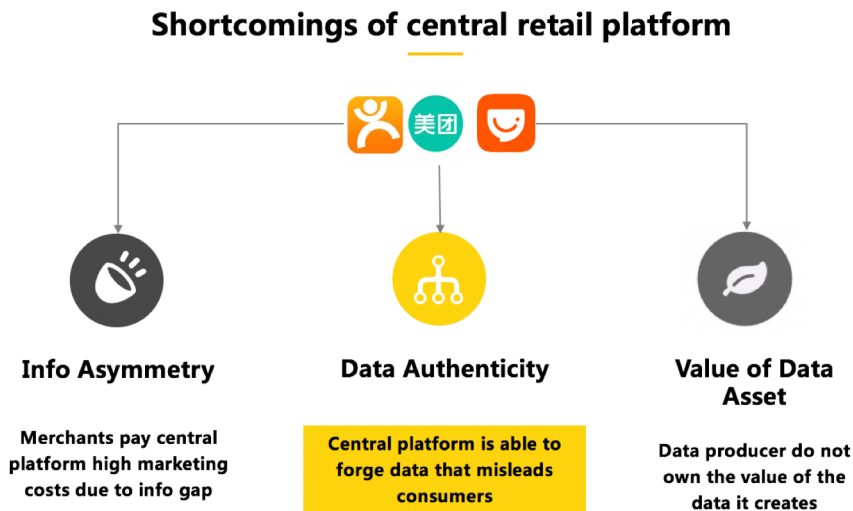 Shortcomings of central retail platform
美团
Info Asymmetry
Merchants pay central
platform high marketing
costs due to info gap
Data Authenticity
Central platform is able to
forge data that misleads
consumers
Value of Data
Asset
Data producer do not
own the value of the
data it creates